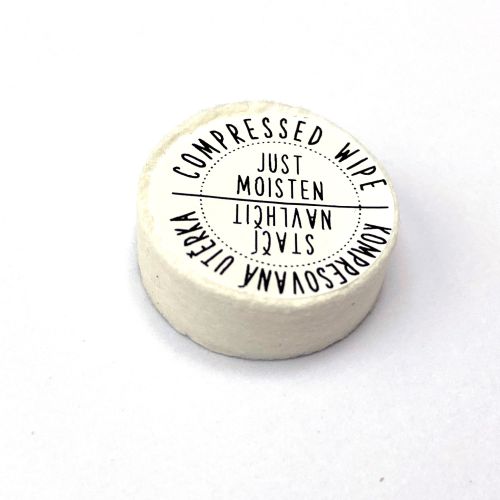 COMPRESSED WIPE
JUST
MOISTEN
KOMPRESOVANÁ UTĚRKA
STAČÍ
NAVLHČIT